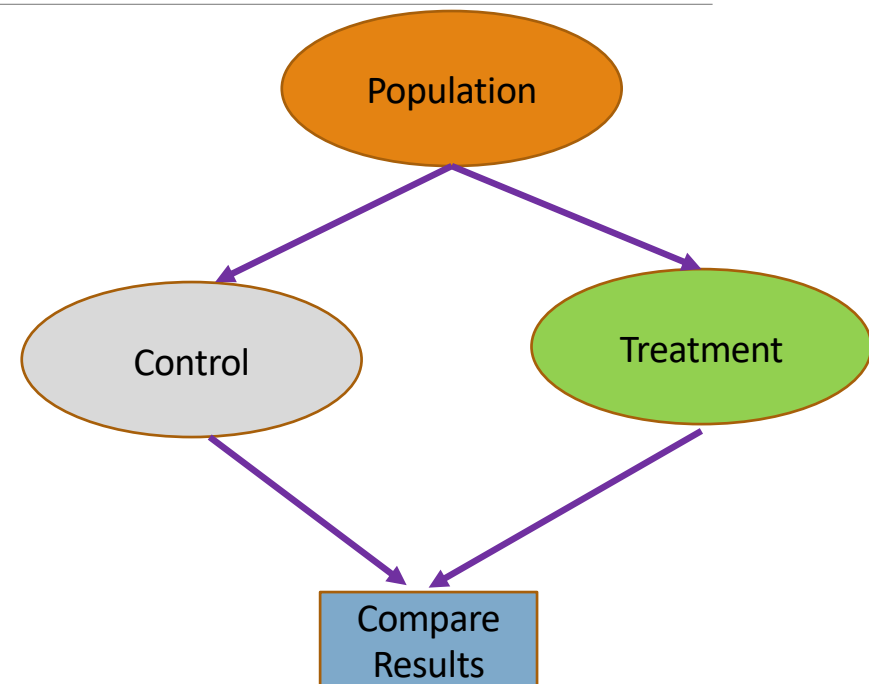 Population
Control
Treatment
Compare
Results